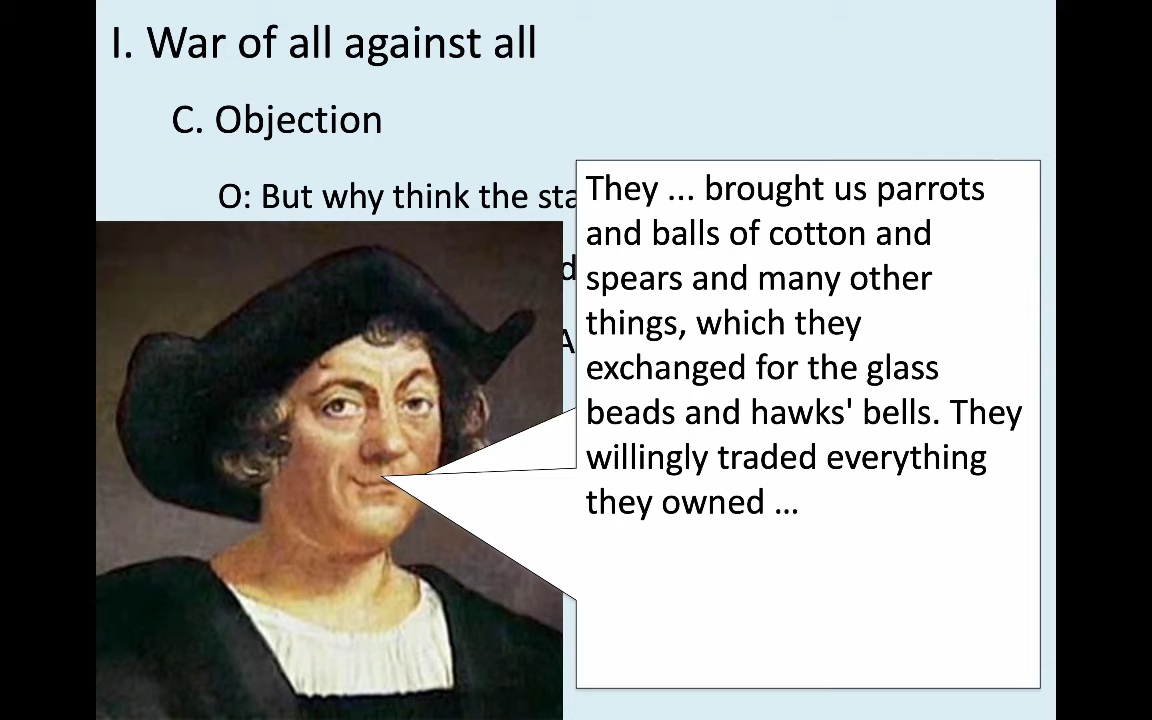 I. War of all against all
C. Objection
O: But why think the sta
d
A
They ... brought us parrots
and balls of cotton and
spears and many other
things, which they
exchanged for the glass
beads and hawks' bells. They
willingly traded everything
they owned ...